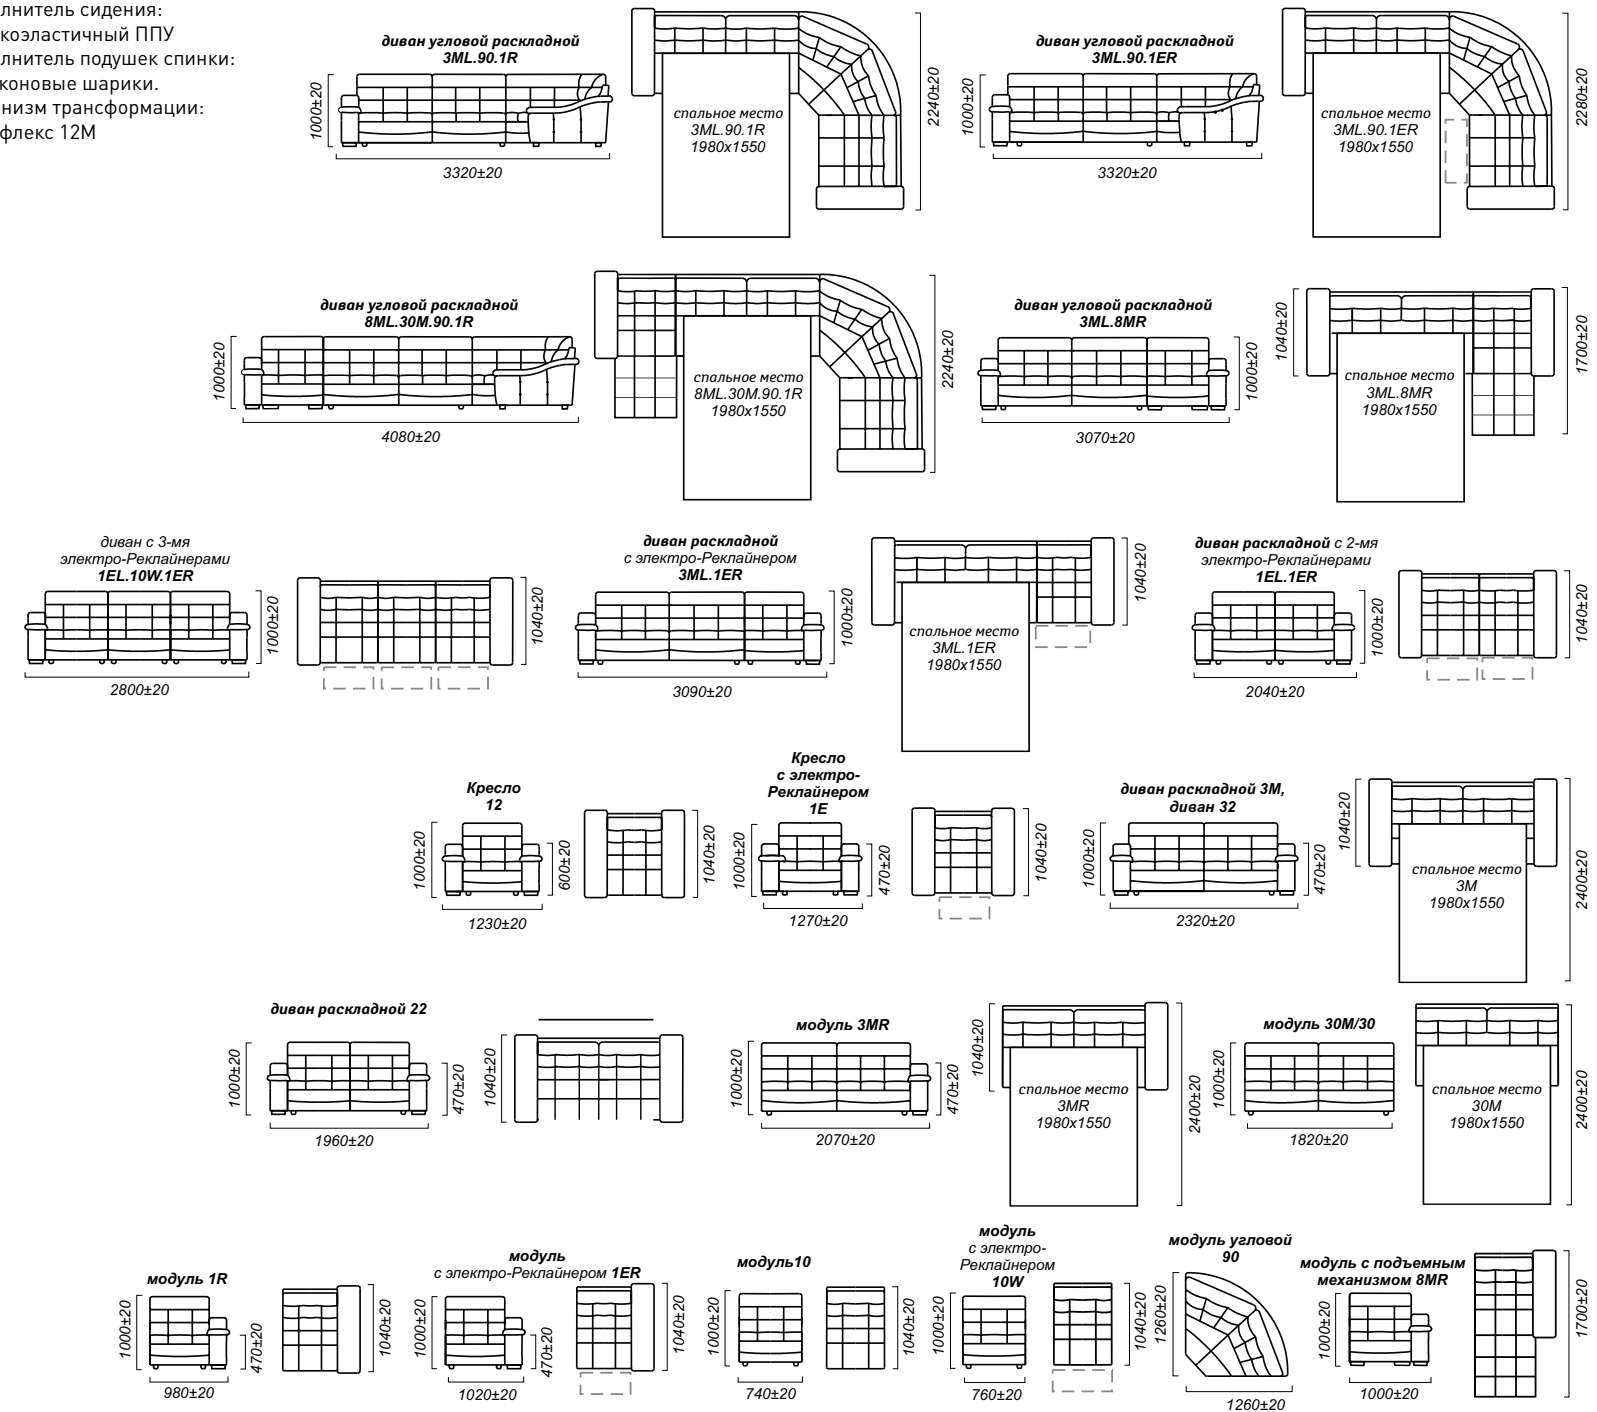 лнитель сидения:
коэластичный ППУ
лнитель подушек спинки:
коновые шарики.
низм трансформации:
флекс 12М
диван угловой раскладной
3ML.90.1R
1000±20
3320±20
спальное место
3ML.90.1R
1980х1550
2240±20
диван угловой раскладной
3ML.90.1ER
1000±20
3320±20
спальное место
3ML.90.1ER
1980х1550
2280±20
диван угловой раскладной
8ML.30M.90.1R
1000±20
4080±20
спальное место
8ML.30M.90.1R
1980х1550
2240±20
диван угловой раскладной
3ML.8MR
1000±20
3070±20
1040±20
спальное место
3ML.8MR
1980х1550
1700±20
диван с 3-мя
электро-Реклайнерами
1EL.10W.1ER
1000±20
2800±20
1040±20
диван раскладной
с электро-Реклайнером
3ML.1ER
1000±20
3090±20
спальное место
3ML.1ER
1980х1550
1040±20
диван раскладной с 2-мя
электро-Реклайнерами
1EL.1ER
1000±20
2040±20
1040±20
Кресло
12
1000±20
600±20
1230±20
1040±20
Кресло
с электро-
Реклайнером
1E
1000±20
470±20
1270±20
1040±20
диван раскладной 3М,
диван 32
1000±20
470±20
2320±20
1040±20
спальное место
3М
1980х1550
2400±20
диван раскладной 22
1000±20
470±20
1960±20
1040±20
модуль 3MR
1000±20
470±20
2070±20
1040±20
спальное место
3MR
1980х1550
2400±20
модуль 30М/30
1000±20
1820±20
спальное место
30М
1980х1550
2400±20
модуль 1R
1000±20
470±20
980±20
1040±20
модуль
с электро-Реклайнером 1ER
1000±20
470±20
1020±20
1040±20
модуль10
1000±20
740±20
1040±20
модуль
с электро-
Реклайнером
10W
1000±20
760±20
1040±20
модуль угловой
90
1260±20
1260±20
модуль с подъемным
механизмом 8MR
1000±20
1000±20
1700±20